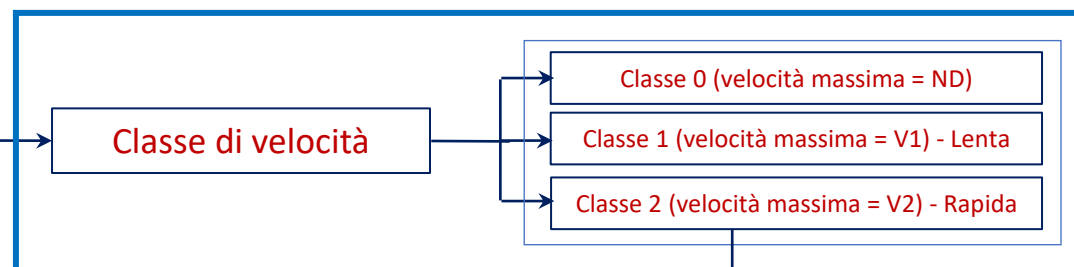 Classe 0 (velocità massima = ND)
Classe di velocità
Classe 1 (velocità massima = V1) - Lenta
Classe 2 (velocità massima = V2) - Rapida